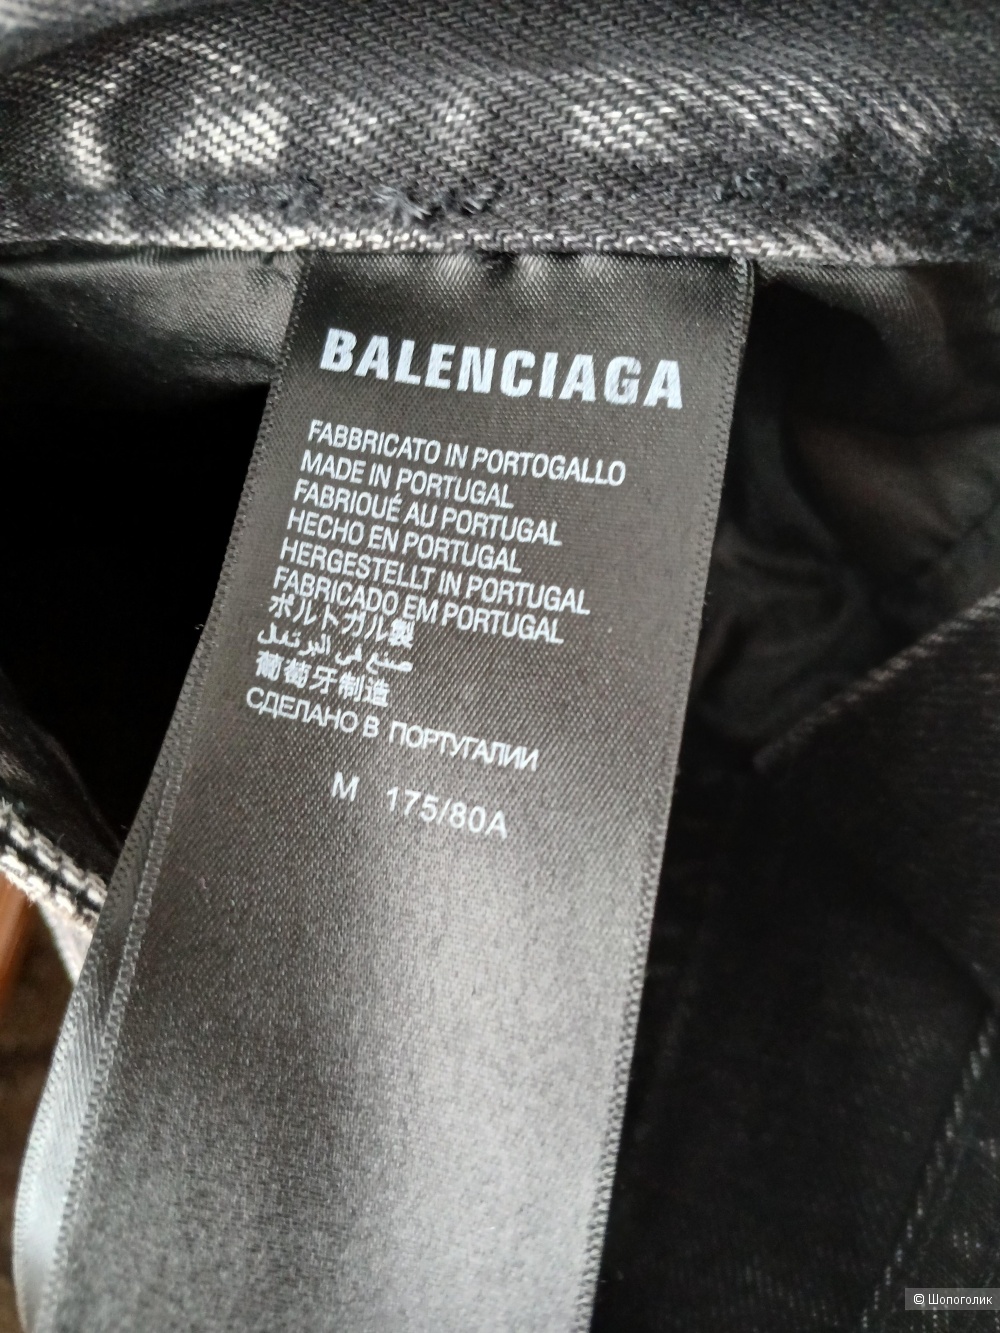 BALENCIAGA
FABBRICATO IN PORTOGALLO
MADE IN PORTUGAL
FABRIQUÉ AU PORTUGAL
HECHO EN PORTUGAL
HERGESTELLT IN PORTUGAL
FABRICADO EM PORTUGAL
ポルトガル製
صنع في البرتغال
葡萄牙制造
СДЕЛАНО В ПОРТУГАЛИИ
M 175/80A
© Шопоголик